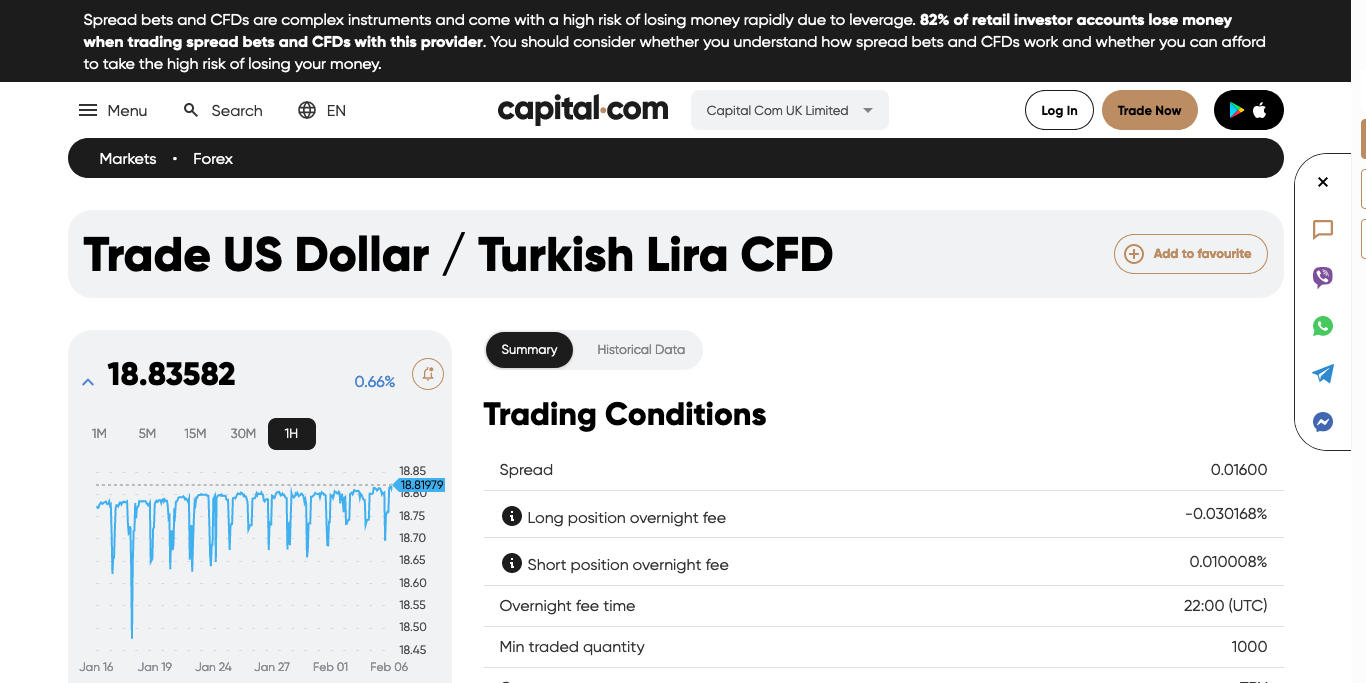 Spread bets and CFDs are complex instruments and come with a high risk of losing money rapidly due to leverage. 82% of retail investor accounts lose money
when trading spread bets and CFDs with this provider. You should consider whether you understand how spread bets and CFDs work and whether you can afford
to take the high risk of losing your money.
Menu
Search
EN
capital.com
Capital Com UK Limited
Log In
Trade Now
Markets • Forex
Trade US Dollar / Turkish Lira CFD
Add to favourite
18.83582
0.66%
1M 5M 15M 30M 1H
18.85
18.81979
18.80
18.75
18.70
18.65
18.60
18.55
18.50
18.45
Jan 16 Jan 19 Jan 24 Jan 27 Feb 01 Feb 06
Summary
Historical Data
Trading Conditions
Spread 0.01600
Long position overnight fee -0.030168%
Short position overnight fee 0.010008%
Overnight fee time 22:00 (UTC)
Min traded quantity 1000